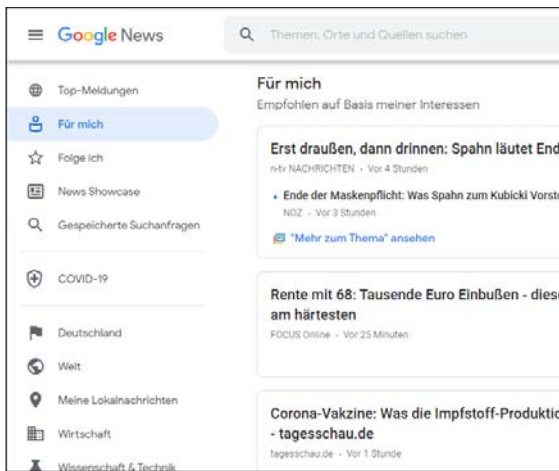 Google News
Themen, Orte und Quellen suchen
Top-Meldungen
Für mich
Folge ich
News Showcase
Gespeicherte Suchanfragen
COVID-19
Deutschland
Welt
Meine Lokalnachrichten
Wirtschaft
Wissenschaft & Technik
Für mich
Empfohlen auf Basis meiner Interessen
Erst draußen, dann drinnen: Spahn läutet End
n-tv NACHRICHTEN - Vor 4 Stunden
• Ende der Maskenpflicht: Was Spahn zum Kubicki Vorsto
NOZ - Vor 3 Stunden
"Mehr zum Thema" ansehen
Rente mit 68: Tausende Euro Einbußen - dies
am härtesten
FOCUS Online - Vor 25 Minuten
Corona-Vakzine: Was die Impfstoff-Produktio
- tagesschau.de
tagesschau.de - Vor 1 Stunde